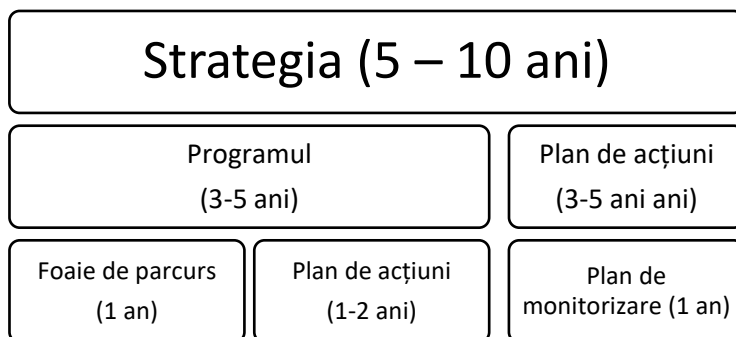 Strategia (5 – 10 ani)
Programul
(3-5 ani)
Plan de acțiuni
(3-5 ani ani)
Foaie de parcurs
(1 an)
Plan de acțiuni
(1-2 ani)
Plan de
monitorizare (1 an)